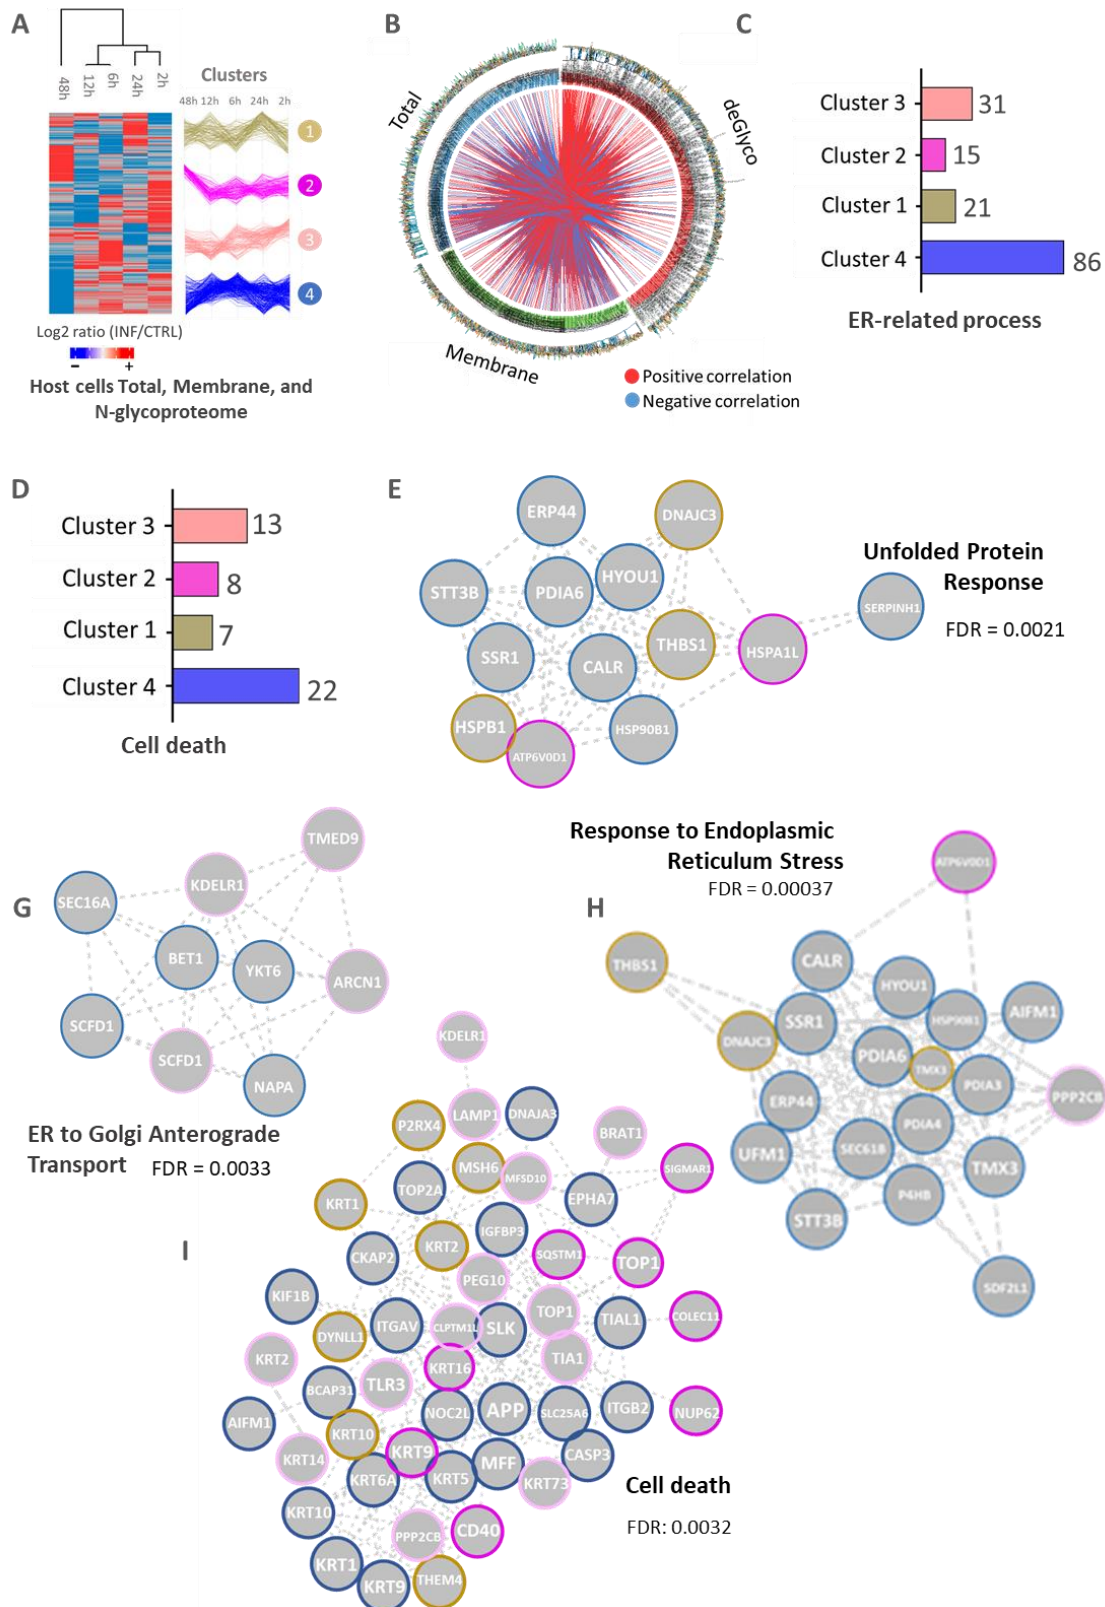 A
48h
12h
6h
24h
2h
Clusters
48h 12h 6h 24h 2h
1
2
3
4
Log2 ratio (INF/CTRL)
− +
Host cells Total, Membrane, and
N-glycoproteome
B
Total
deGlyco
Membrane
Positive correlation
Negative correlation
C
Cluster 3 31
Cluster 2 15
Cluster 1 21
Cluster 4 86
ER-related process
D
Cluster 3 13
Cluster 2 8
Cluster 1 7
Cluster 4 22
Cell death
E
ERP44
DNAJC3
STT3B
PDIA6
HYOU1
SERPINH1
SSR1
CALR
THBS1
HSPA1L
HSPB1
ATP6V0D1
HSP90B1
Unfolded Protein
Response
FDR = 0.0021
G
TMED9
KDELR1
SEC16A
BET1
YKT6
ARCN1
SCFD1
SCFD1
NAPA
ER to Golgi Anterograde
Transport FDR = 0.0033
Response to Endoplasmic
Reticulum Stress
FDR = 0.00037
H
ATP6V0D1
THBS1
CALR
HYOU1
SSR1
HSP90B1
AIFM1
DNAJC3
PDIA6
TMX3
PDIA3
PPP2CB
ERP44
PDIA4
UFM1
SEC61B
TMX3
P4HB
STT3B
SDF2L1
I
KDELR1
LAMP1
DNAJA3
P2RX4
BRAT1
MSH6
MFSD10
SIGMAR1
TOP2A
EPHA7
KRT1
IGFBP3
KRT2
CKAP2
SQSTM1
TOP1
PEG10
KIF1B
TOP1
COLEC11
DYNLL1
ITGAV
CLPTM1L
SLK
TIAL1
KRT2
KRT16
TIA1
BCAP31
TLR3
NOC2L
APP
SLC25A6
ITGB2
NUP62
AIFM1
KRT10
KRT9
CASP3
KRT14
KRT6A
KRT5
MFF
KRT73
KRT10
PPP2CB
CD40
KRT1
KRT9
THEM4
Cell death
FDR: 0.0032